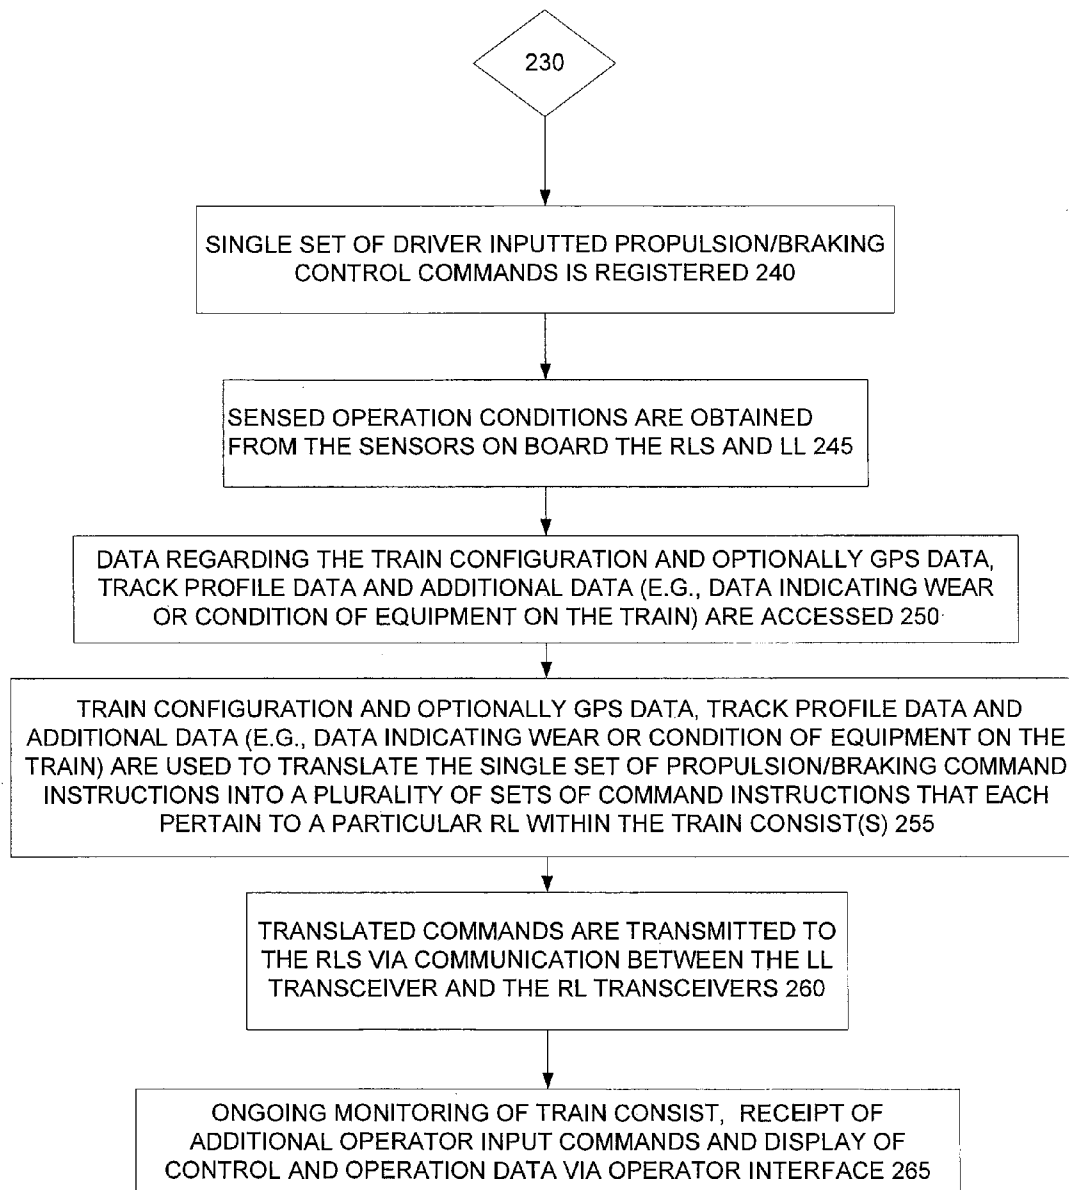 230
SINGLE SET OF DRIVER INPUTTED PROPULSION/BRAKING
CONTROL COMMANDS IS REGISTERED 240
SENSED OPERATION CONDITIONS ARE OBTAINED
FROM THE SENSORS ON BOARD THE RLS AND LL 245
DATA REGARDING THE TRAIN CONFIGURATION AND OPTIONALLY GPS DATA,
TRACK PROFILE DATA AND ADDITIONAL DATA (E.G., DATA INDICATING WEAR
OR CONDITION OF EQUIPMENT ON THE TRAIN) ARE ACCESSED 250
TRAIN CONFIGURATION AND OPTIONALLY GPS DATA, TRACK PROFILE DATA AND
ADDITIONAL DATA (E.G., DATA INDICATING WEAR OR CONDITION OF EQUIPMENT ON THE
TRAIN) ARE USED TO TRANSLATE THE SINGLE SET OF PROPULSION/BRAKING COMMAND
INSTRUCTIONS INTO A PLURALITY OF SETS OF COMMAND INSTRUCTIONS THAT EACH
PERTAIN TO A PARTICULAR RL WITHIN THE TRAIN CONSIST(S) 255
TRANSLATED COMMANDS ARE TRANSMITTED TO
THE RLS VIA COMMUNICATION BETWEEN THE LL
TRANSCEIVER AND THE RL TRANSCEIVERS 260
ONGOING MONITORING OF TRAIN CONSIST, RECEIPT OF
ADDITIONAL OPERATOR INPUT COMMANDS AND DISPLAY OF
CONTROL AND OPERATION DATA VIA OPERATOR INTERFACE 265